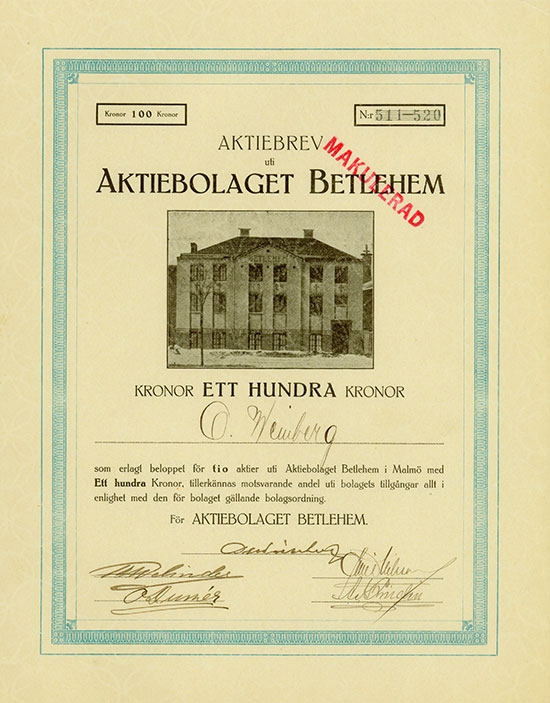 Kronor 100 Kronor
N:r 511—520
AKTIEBREV
uti
MAKULERAD
AKTIEBOLAGET BETLEHEM
BETLEHEM
KRONOR ETT HUNDRA KRONOR
O. Weinberg
som erlagt beloppet för tio aktier uti Aktiebolaget Betlehem i Malmö med
Ett hundra Kronor, tillerkännas motsvarande andel uti bolagets tillgångar allt i
enlighet med den för bolaget gällande bolagsordning.
För AKTIEBOLAGET BETLEHEM.